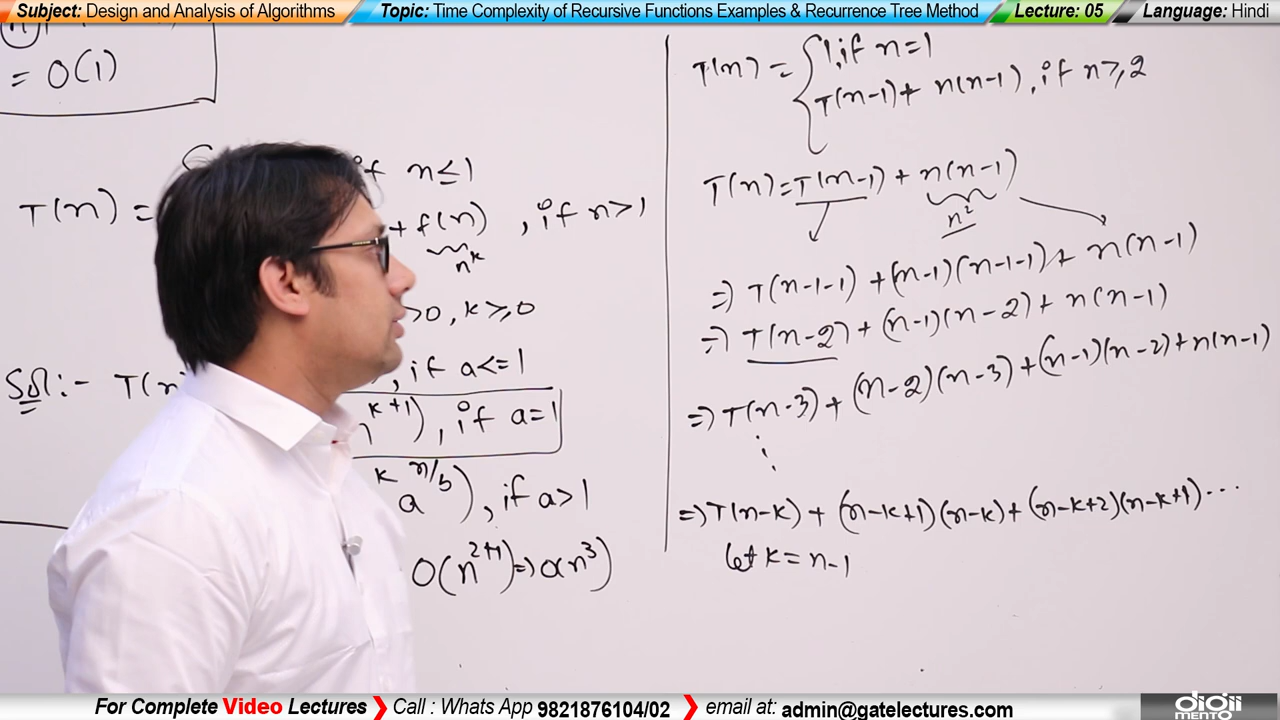 Subject: Design and Analysis of Algorithms
Topic: Time Complexity of Recursive Functions Examples & Recurrence Tree Method
Lecture: 05
Language: Hindi
= O(1)
if n≤1
T(n) =
+ f(n) , if n>1
n^k
>0, k≥0
Sol:- T(n
, if a<=1
^{k+1}), if a=1
^k a^{n/b}), if a>1
O(n^{2+1}) => O(n^3)
T(n) = { 1, if n=1
T(n-1) + n(n-1), if n≥2
T(n) = T(n-1) + n(n-1)
n^2
=> T(n-1-1) + (n-1)(n-1-1) + n(n-1)
=> T(n-2) + (n-1)(n-2) + n(n-1)
=> T(n-3) + (n-2)(n-3) + (n-1)(n-2) + n(n-1)
=> T(n-k) + (n-k+1)(n-k) + (n-k+2)(n-k+1) ...
let k = n-1
For Complete Video Lectures
Call : Whats App 9821876104/02
email at: admin@gatelectures.com
digii
MENTO